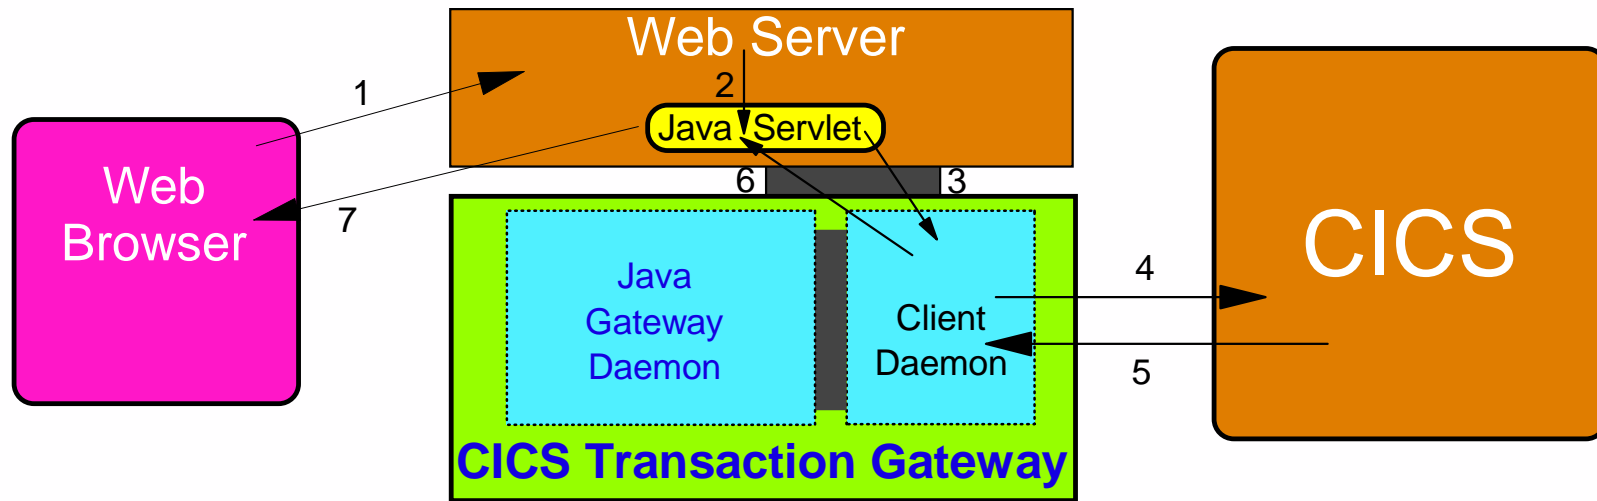 Web Server
1
2
Java Servlet
Web
Browser
7
6
3
Java
Gateway
Daemon
Client
Daemon
4
5
CICS
CICS Transaction Gateway